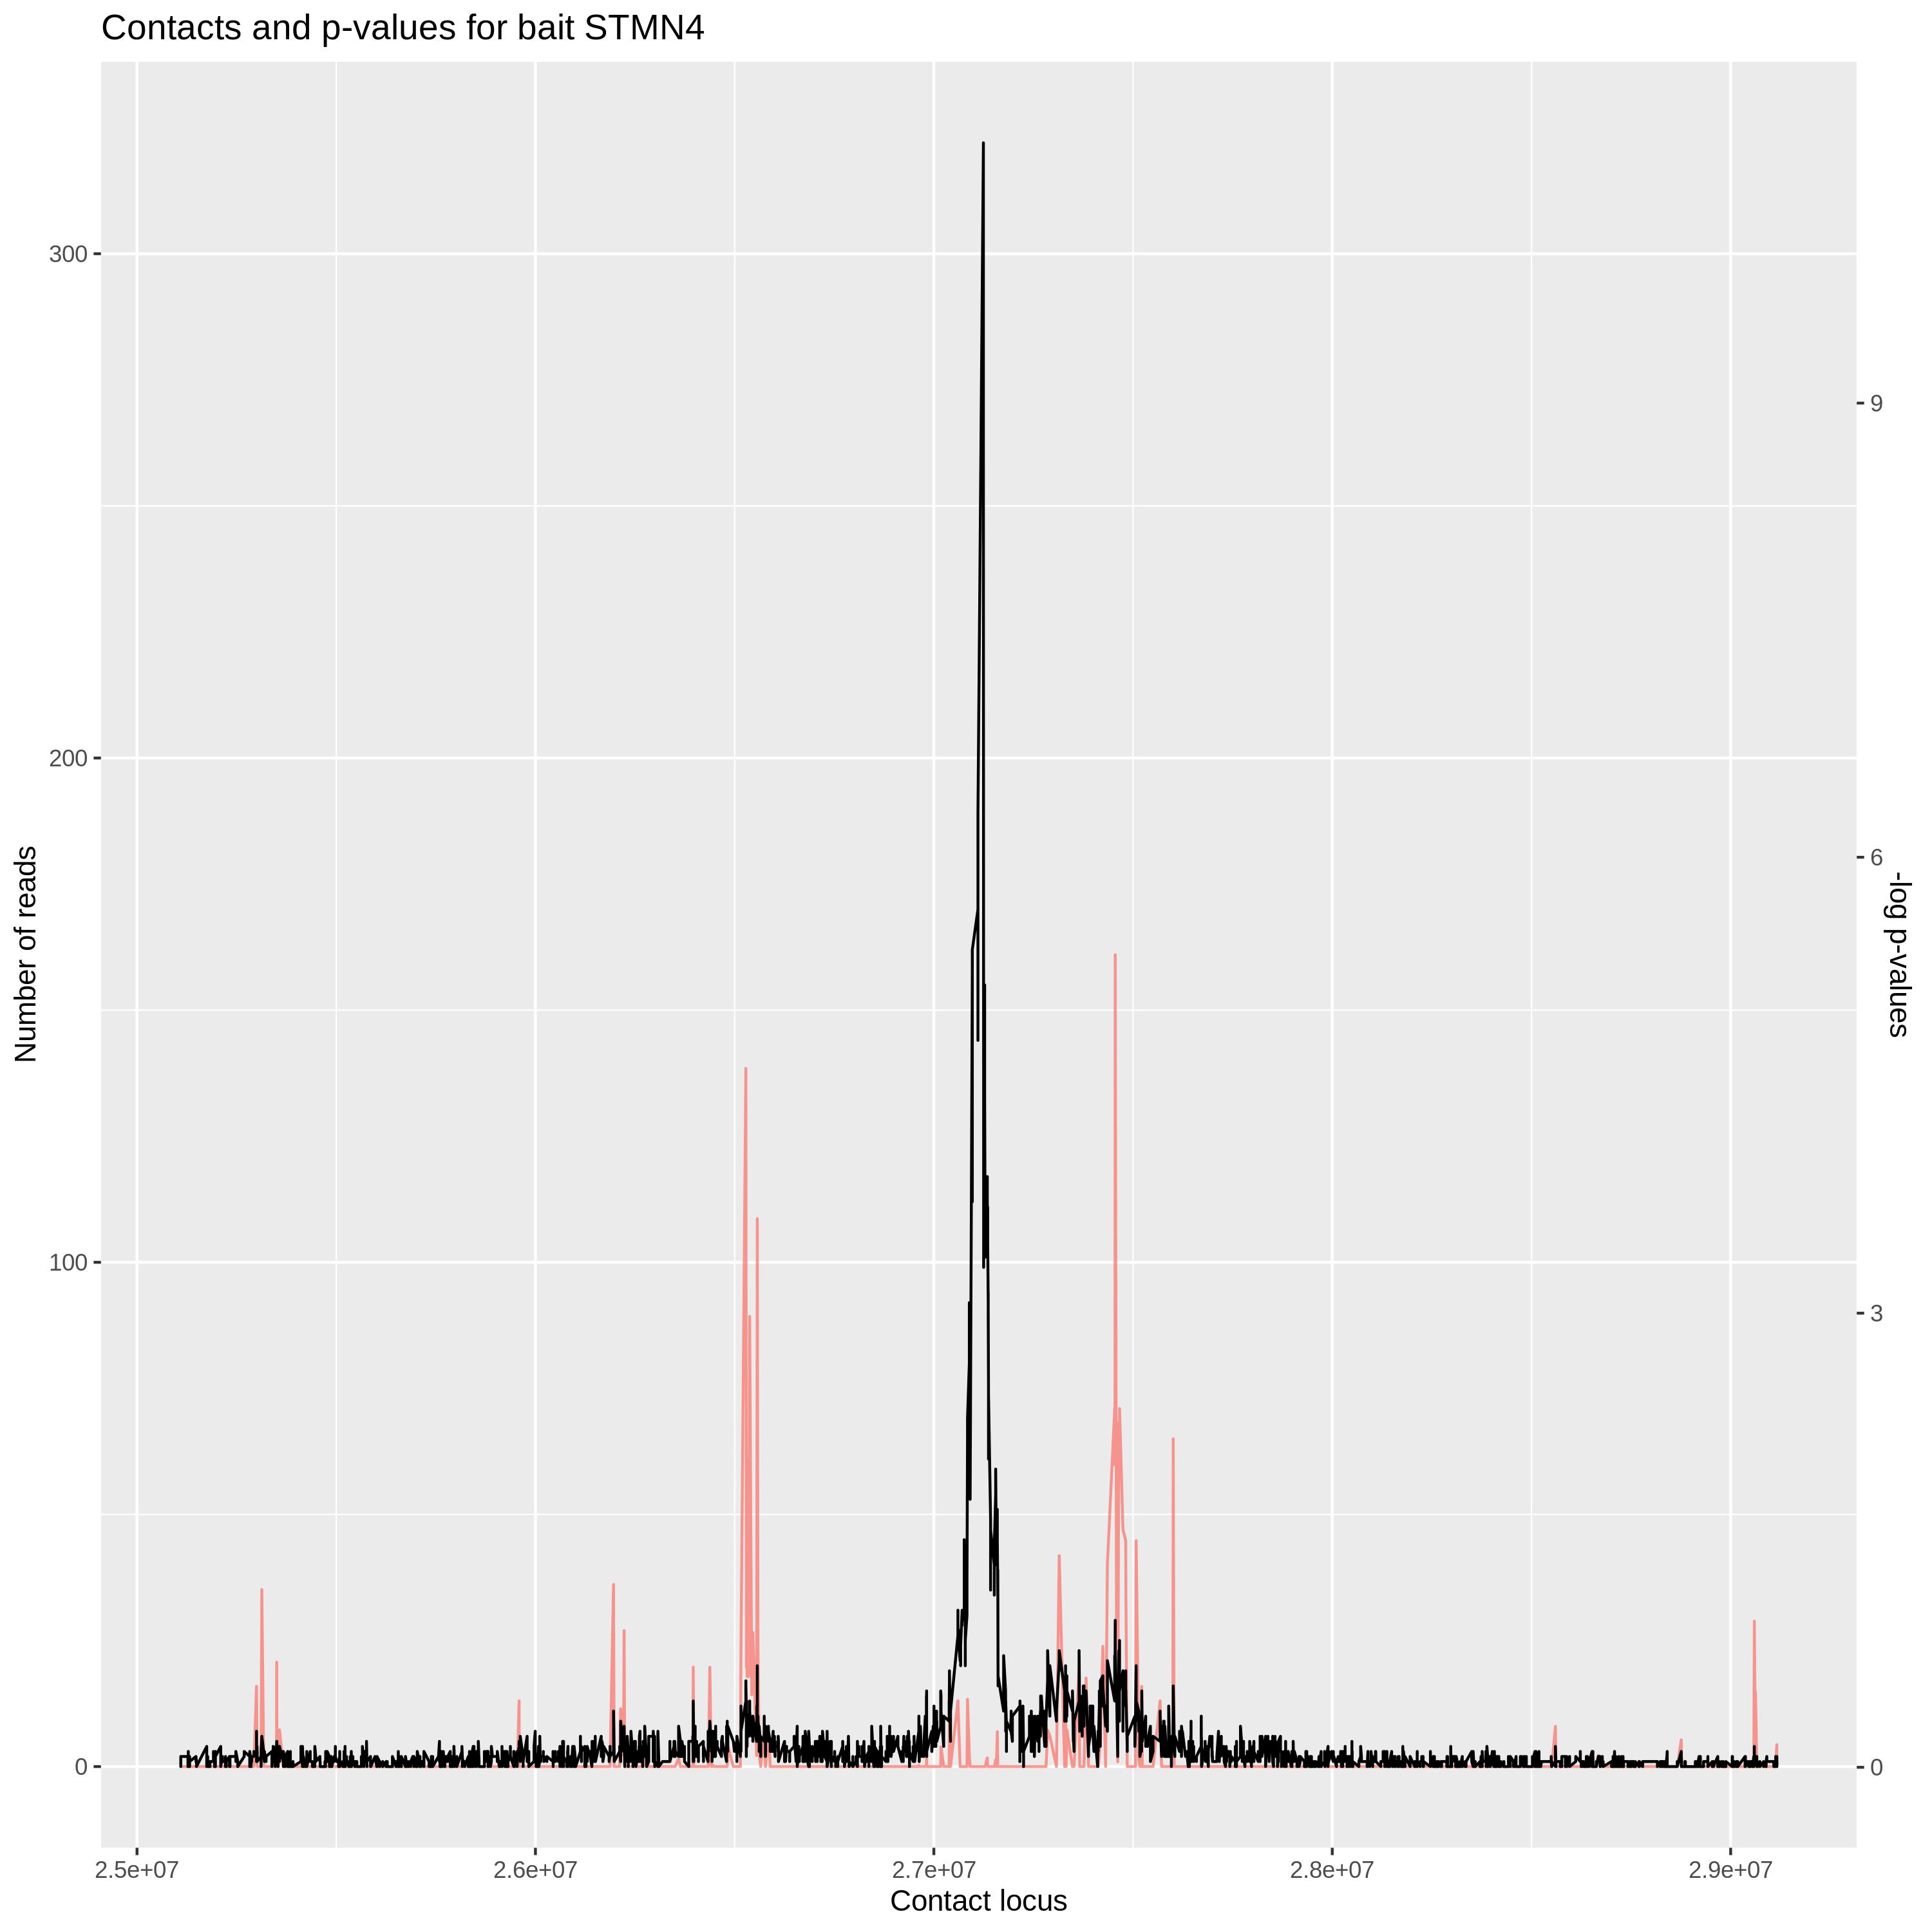 Contacts and p-values for bait STMN4
300
200
100
0
9
6
3
0
Number of reads
-log p-values
2.5e+07 2.6e+07 2.7e+07 2.8e+07 2.9e+07
Contact locus